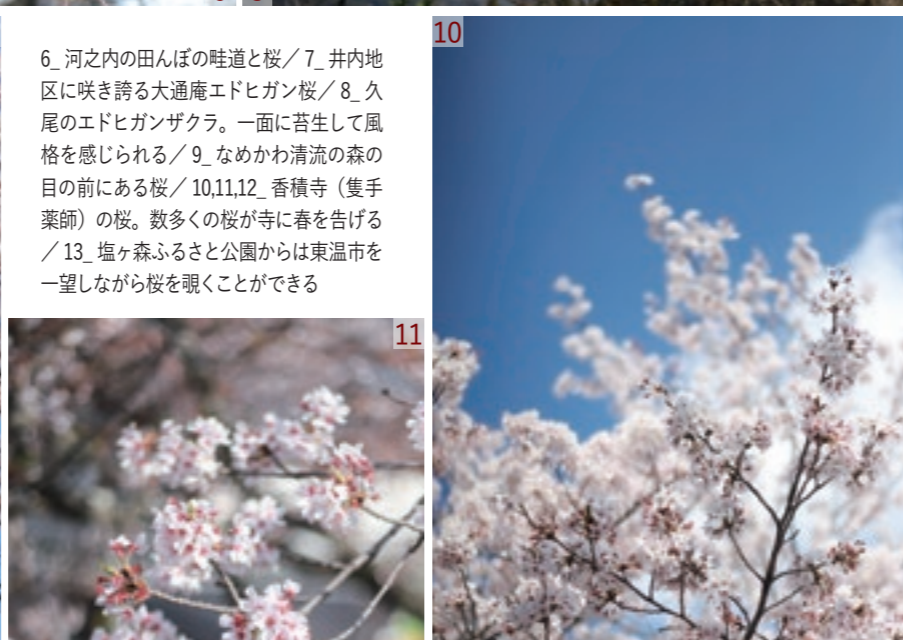 6_ 河之内の田んぼの畦道と桜／ 7_ 井内地
区に咲き誇る大通庵エドヒガン桜／ 8_ 久
尾のエドヒガンザクラ。一面に苔生して風
格を感じられる／ 9_ なめかわ清流の森の
目の前にある桜／ 10,11,12_ 香積寺（隻手
薬師）の桜。数多くの桜が寺に春を告げる
／ 13_ 塩ヶ森ふるさと公園からは東温市を
一望しながら桜を覗くことができる
10
11